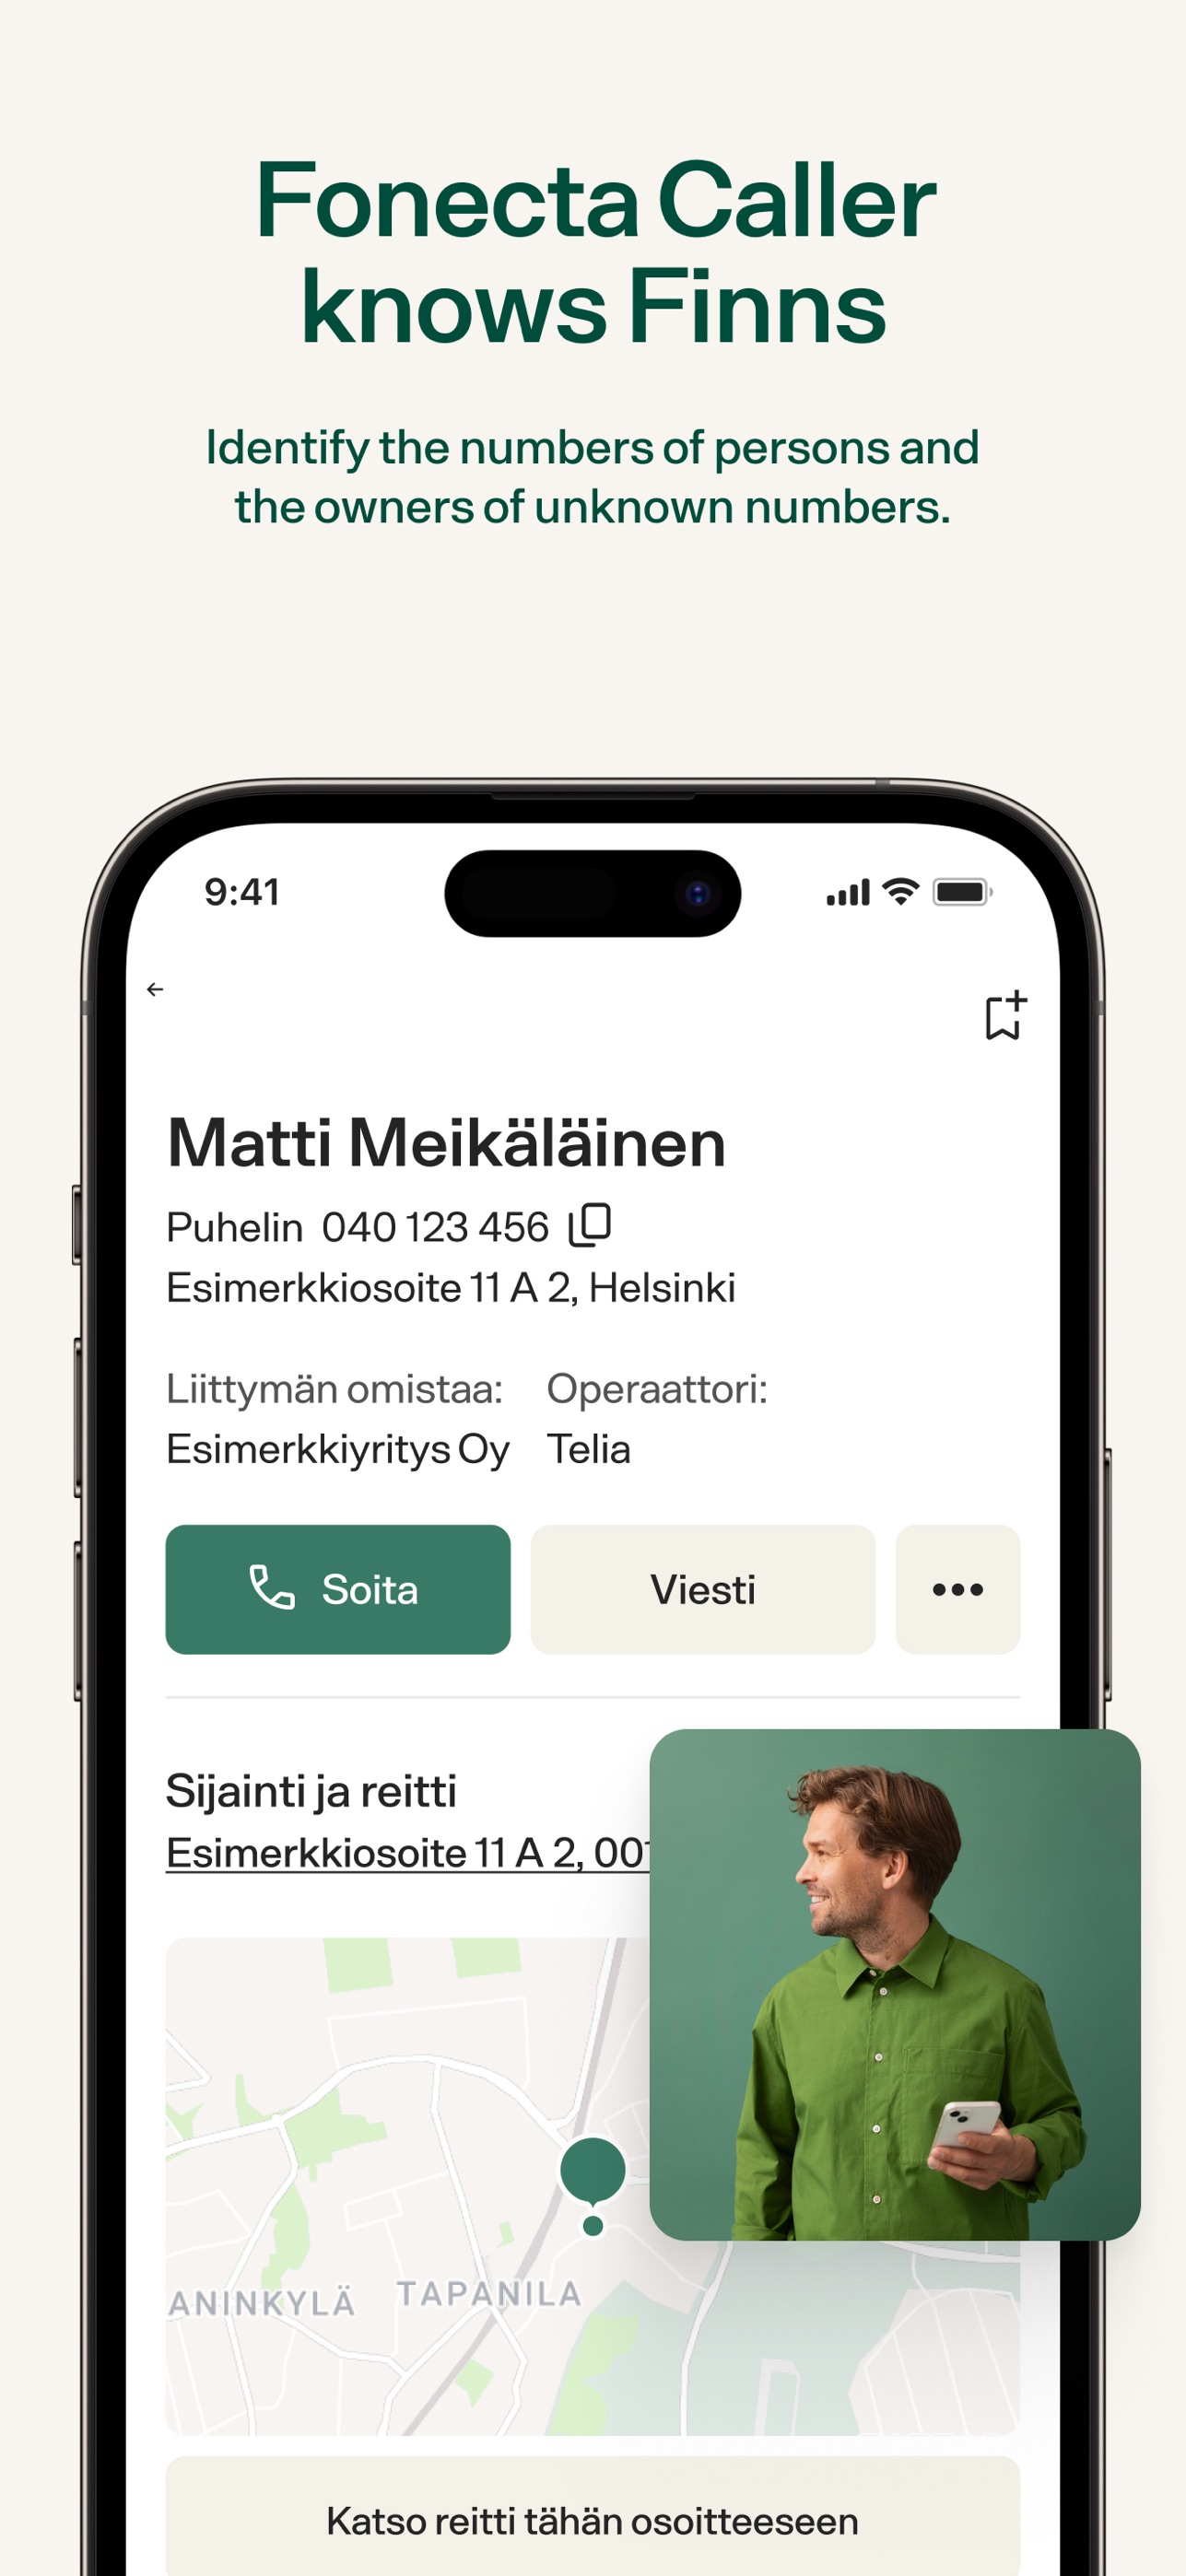 Fonecta Caller
knows Finns
Identify the numbers of persons and
the owners of unknown numbers.
9:41
Matti Meikäläinen
Puhelin 040 123 456
Esimerkkiosoite 11 A 2, Helsinki
Liittymän omistaa: Operaattori:
Esimerkkiyritys Oy Telia
Soita Viesti
Sijainti ja reitti
Esimerkkiosoite 11 A 2, 001
ANINKYLÄ TAPANILA
Katso reitti tähän osoitteeseen